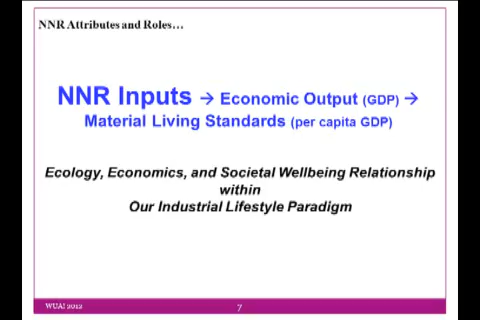 NNR Attributes and Roles…
NNR Inputs → Economic Output (GDP) →
Material Living Standards (per capita GDP)
Ecology, Economics, and Societal Wellbeing Relationship
within
Our Industrial Lifestyle Paradigm
WUA! 2012
7